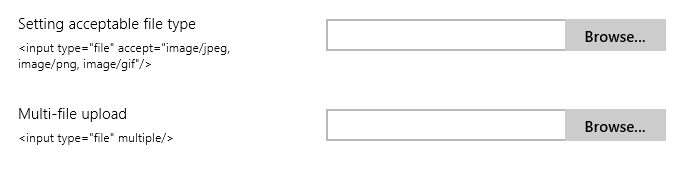 Setting acceptable file type
Browse...
<input type="file" accept="image/jpeg,
image/png, image/gif"/>
Multi-file upload
Browse...
<input type="file" multiple/>